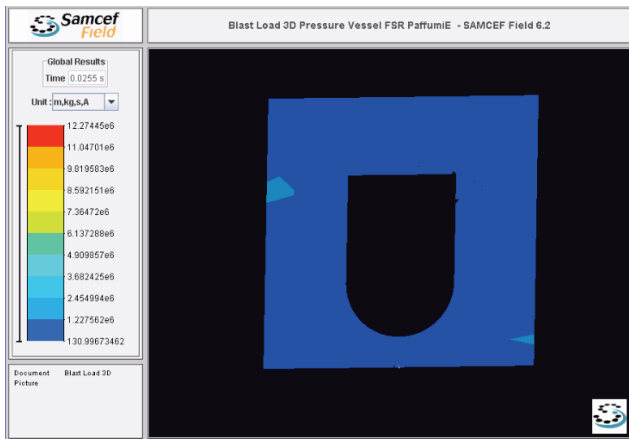 Samcef
Field
Blast Load 3D Pressure Vessel FSR PaffumiE - SAMCEF Field 6.2
Global Results
Time 0.0255 s
Unit : m,kg,s,A
12.27445e6
11.04701e6
9.819583e6
8.592151e6
7.36472e6
6.137288e6
4.909857e6
3.682425e6
2.454994e6
1.227562e6
130.99673462
Document Blast Load 3D
Picture